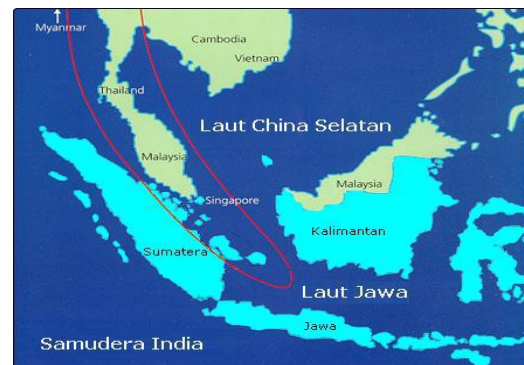 Myanmar
Cambodia
Vietnam
Thailand
Laut China Selatan
Malaysia
Malaysia
Singapore
Kalimantan
Sumatera
Laut Jawa
Jawa
Samudera India